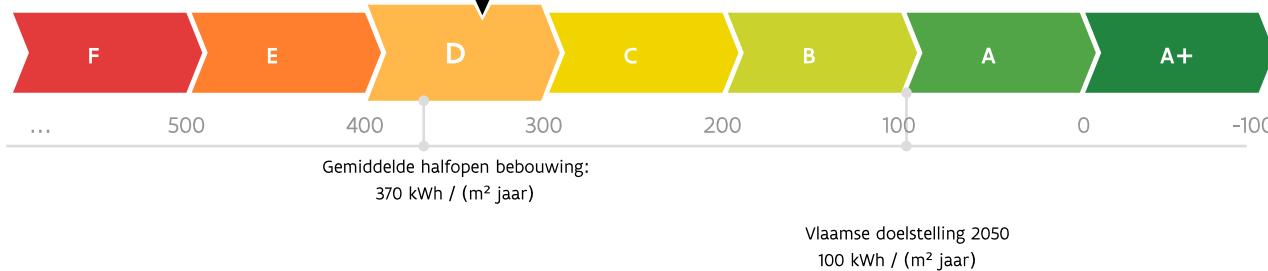 F E D C B A A+
... 500 400 300 200 100 0 -100
Gemiddelde halfopen bebouwing:
370 kWh / (m² jaar)
Vlaamse doelstelling 2050
100 kWh / (m² jaar)